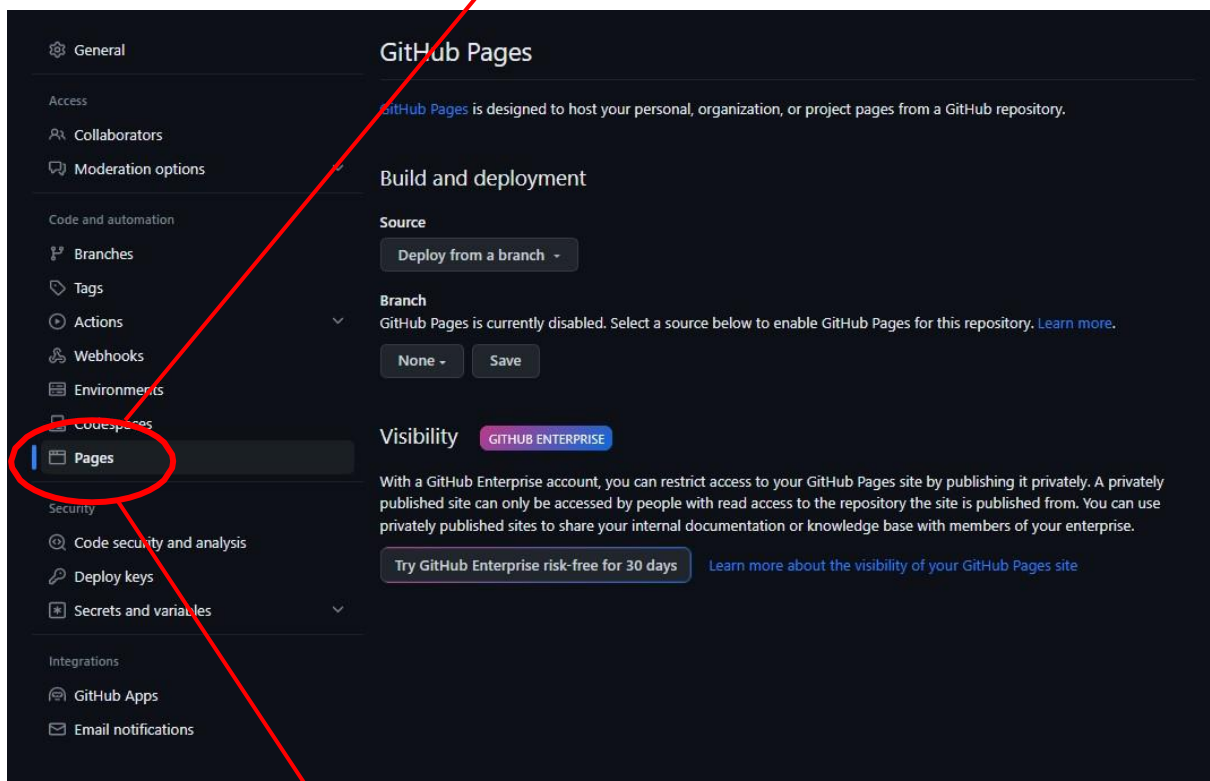 General
Access
Collaborators
Moderation options
Code and automation
Branches
Tags
Actions
Webhooks
Environments
Codespaces
Pages
Security
Code security and analysis
Deploy keys
Secrets and variables
Integrations
GitHub Apps
Email notifications
GitHub Pages
GitHub Pages is designed to host your personal, organization, or project pages from a GitHub repository.
Build and deployment
Source
Deploy from a branch
Branch
GitHub Pages is currently disabled. Select a source below to enable GitHub Pages for this repository. Learn more.
None Save
Visibility GITHUB ENTERPRISE
With a GitHub Enterprise account, you can restrict access to your GitHub Pages site by publishing it privately. A privately
published site can only be accessed by people with read access to the repository the site is published from. You can use
privately published sites to share your internal documentation or knowledge base with members of your enterprise.
Try GitHub Enterprise risk-free for 30 days Learn more about the visibility of your GitHub Pages site